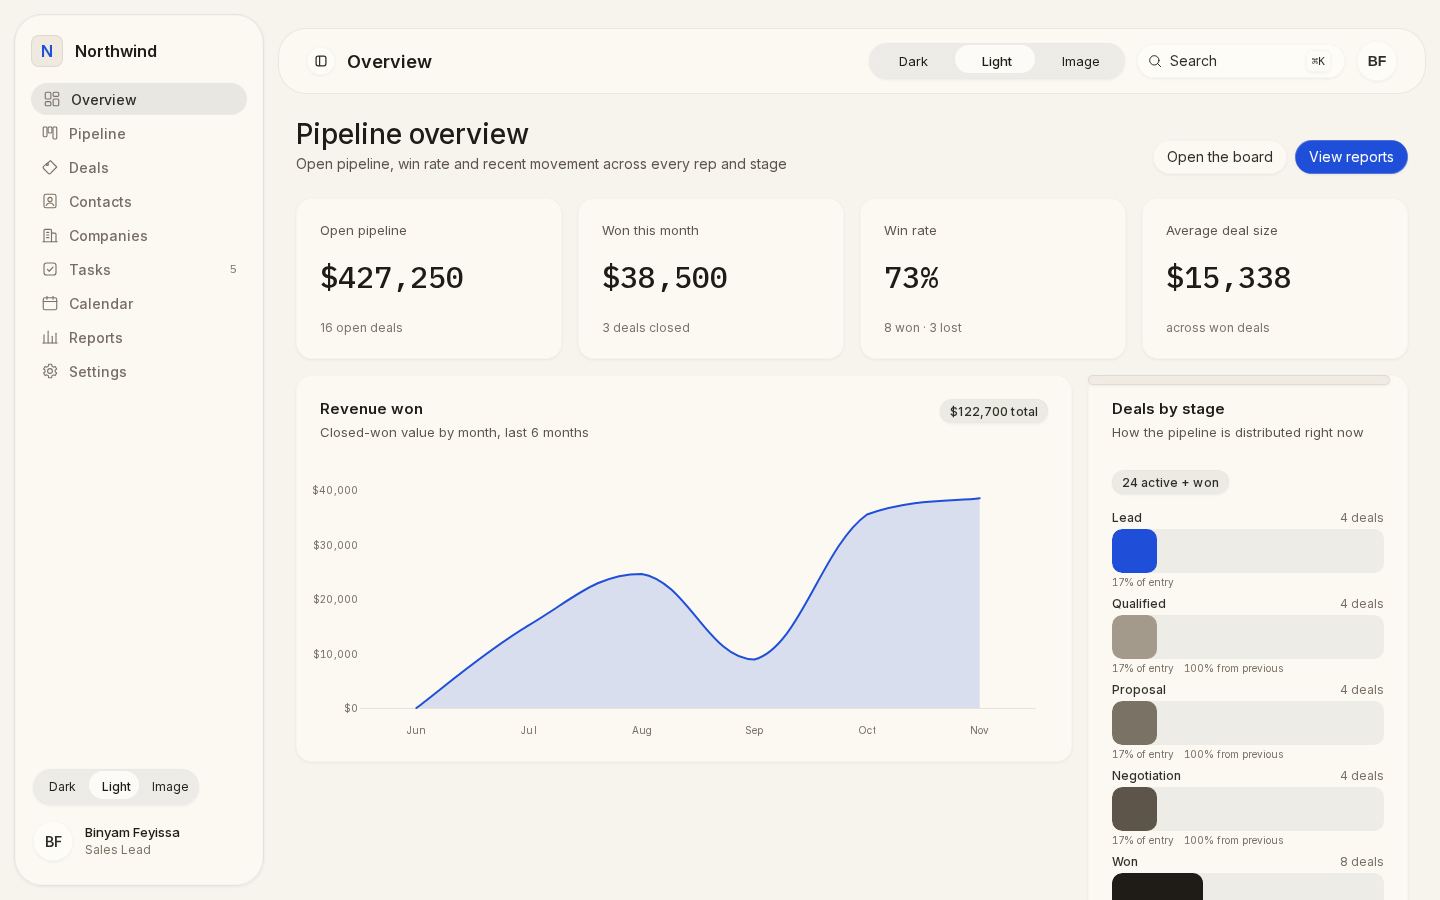 N Northwind
Overview
Pipeline
Deals
Contacts
Companies
Tasks 5
Calendar
Reports
Settings
Dark Light Image
BF
Binyam Feyissa
Sales Lead
Overview
Dark Light Image
Search ⌘K
BF
Pipeline overview
Open pipeline, win rate and recent movement across every rep and stage
Open the board
View reports
Open pipeline
$427,250
16 open deals
Won this month
$38,500
3 deals closed
Win rate
73%
8 won · 3 lost
Average deal size
$15,338
across won deals
Revenue won
Closed-won value by month, last 6 months
$122,700 total
$40,000
$30,000
$20,000
$10,000
$0
Jun Jul Aug Sep Oct Nov
Deals by stage
How the pipeline is distributed right now
24 active + won
Lead 4 deals
17% of entry
Qualified 4 deals
17% of entry 100% from previous
Proposal 4 deals
17% of entry 100% from previous
Negotiation 4 deals
17% of entry 100% from previous
Won 8 deals